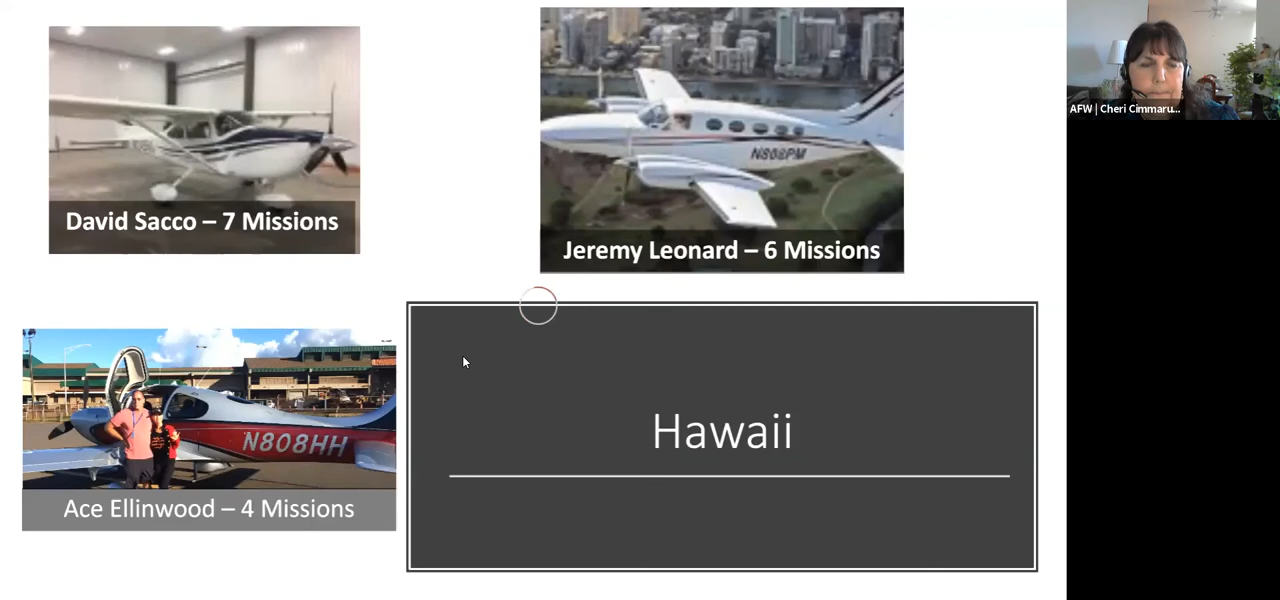 David Sacco – 7 Missions
N808PM
Jeremy Leonard – 6 Missions
AFW | Cheri Cimmaru...
N808HH
Ace Ellinwood – 4 Missions
Hawaii